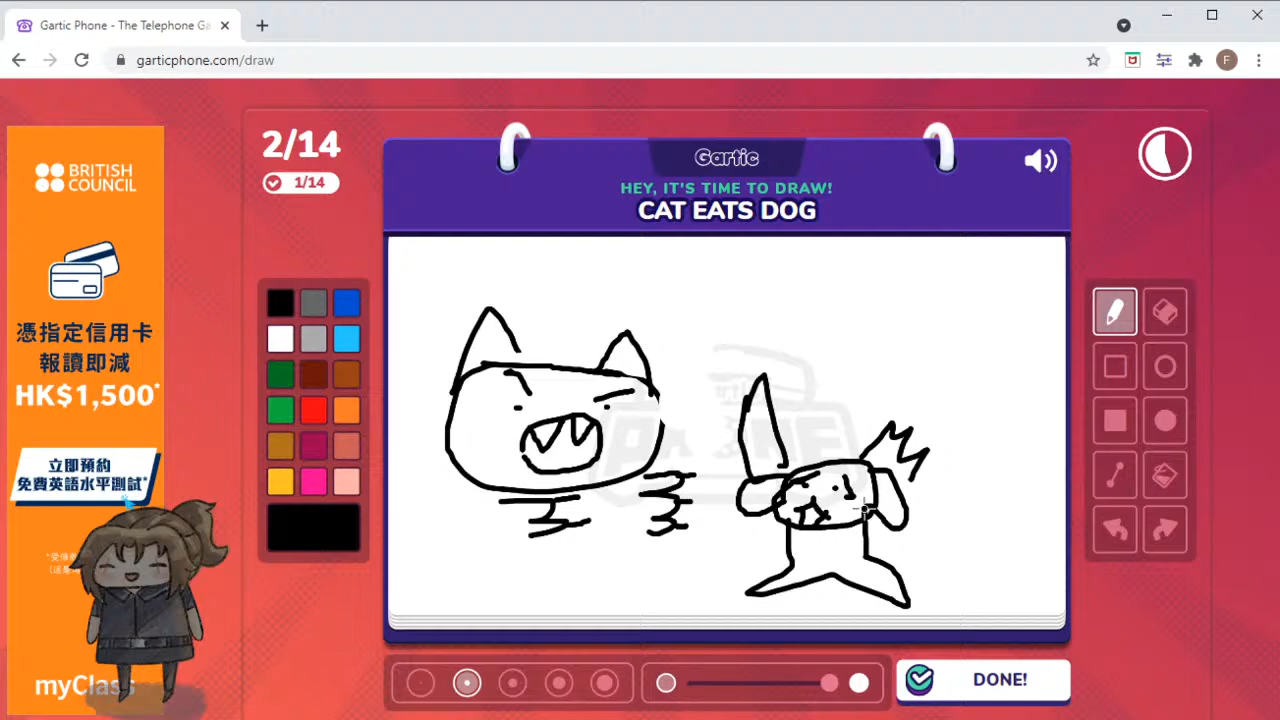 Gartic Phone - The Telephone Ga
garticphone.com/draw
F
2/14
1/14
Gartic
HEY, IT'S TIME TO DRAW!
CAT EATS DOG
BRITISH
COUNCIL
憑指定信用卡
報讀即減
HK$1,500*
立即預約
免費英語水平測試*
myClass
DONE!